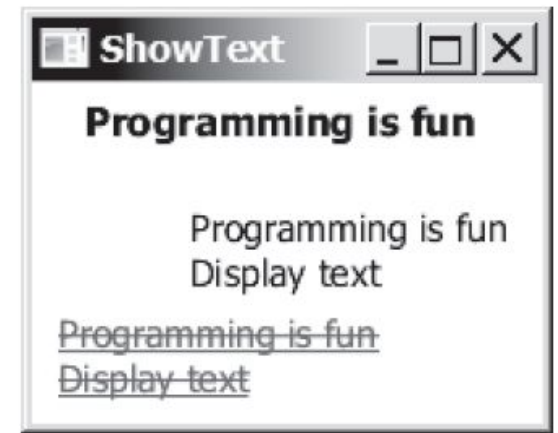 ShowText
Programming is fun
Programming is fun
Display text
Programming is fun
Display text